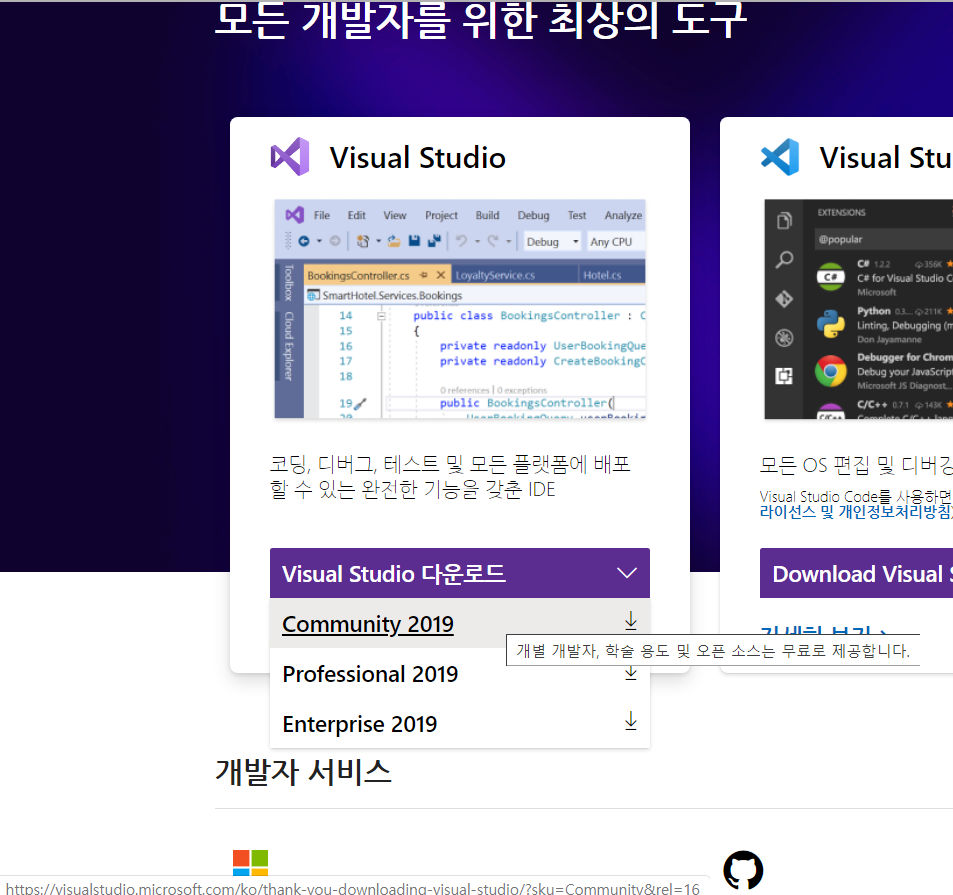 모든 개발자를 위한 최상의 도구
Visual Studio
File Edit View Project Build Debug Test Analyze
Debug Any CPU
Toolbox
Cloud Explorer
BookingsController.cs LoyaltyService.cs Hotel.cs
SmartHotel.Services.Bookings
14 public class BookingsController : C
15 {
16 private readonly UserBookingQue
17 private readonly CreateBookingC
18
0 references | 0 exceptions
19 public BookingsController(
20 UserBookingQuery userBooking
코딩, 디버그, 테스트 및 모든 플랫폼에 배포
할 수 있는 완전한 기능을 갖춘 IDE
Visual Studio 다운로드
Community 2019
개별 개발자, 학술 용도 및 오픈 소스는 무료로 제공합니다.
Professional 2019
Enterprise 2019
Visual Stu
EXTENSIONS
@popular
C# 1.2.2 356K
C#
C# for Visual Studio C
Microsoft
Python 0.3... 211K
Linting, Debugging (m
Don Jayamanne
Debugger for Chrom
Debug your JavaScript
Microsoft JS Diagnost...
C/C++ 0.7.1 143K
C/C++
Complete C/C++ lang
모든 OS 편집 및 디버깅
Visual Studio Code를 사용하면
라이선스 및 개인정보처리방침
Download Visual S
자세히 보기
개발자 서비스
https://visualstudio.microsoft.com/ko/thank-you-downloading-visual-studio/?sku=Community&rel=16